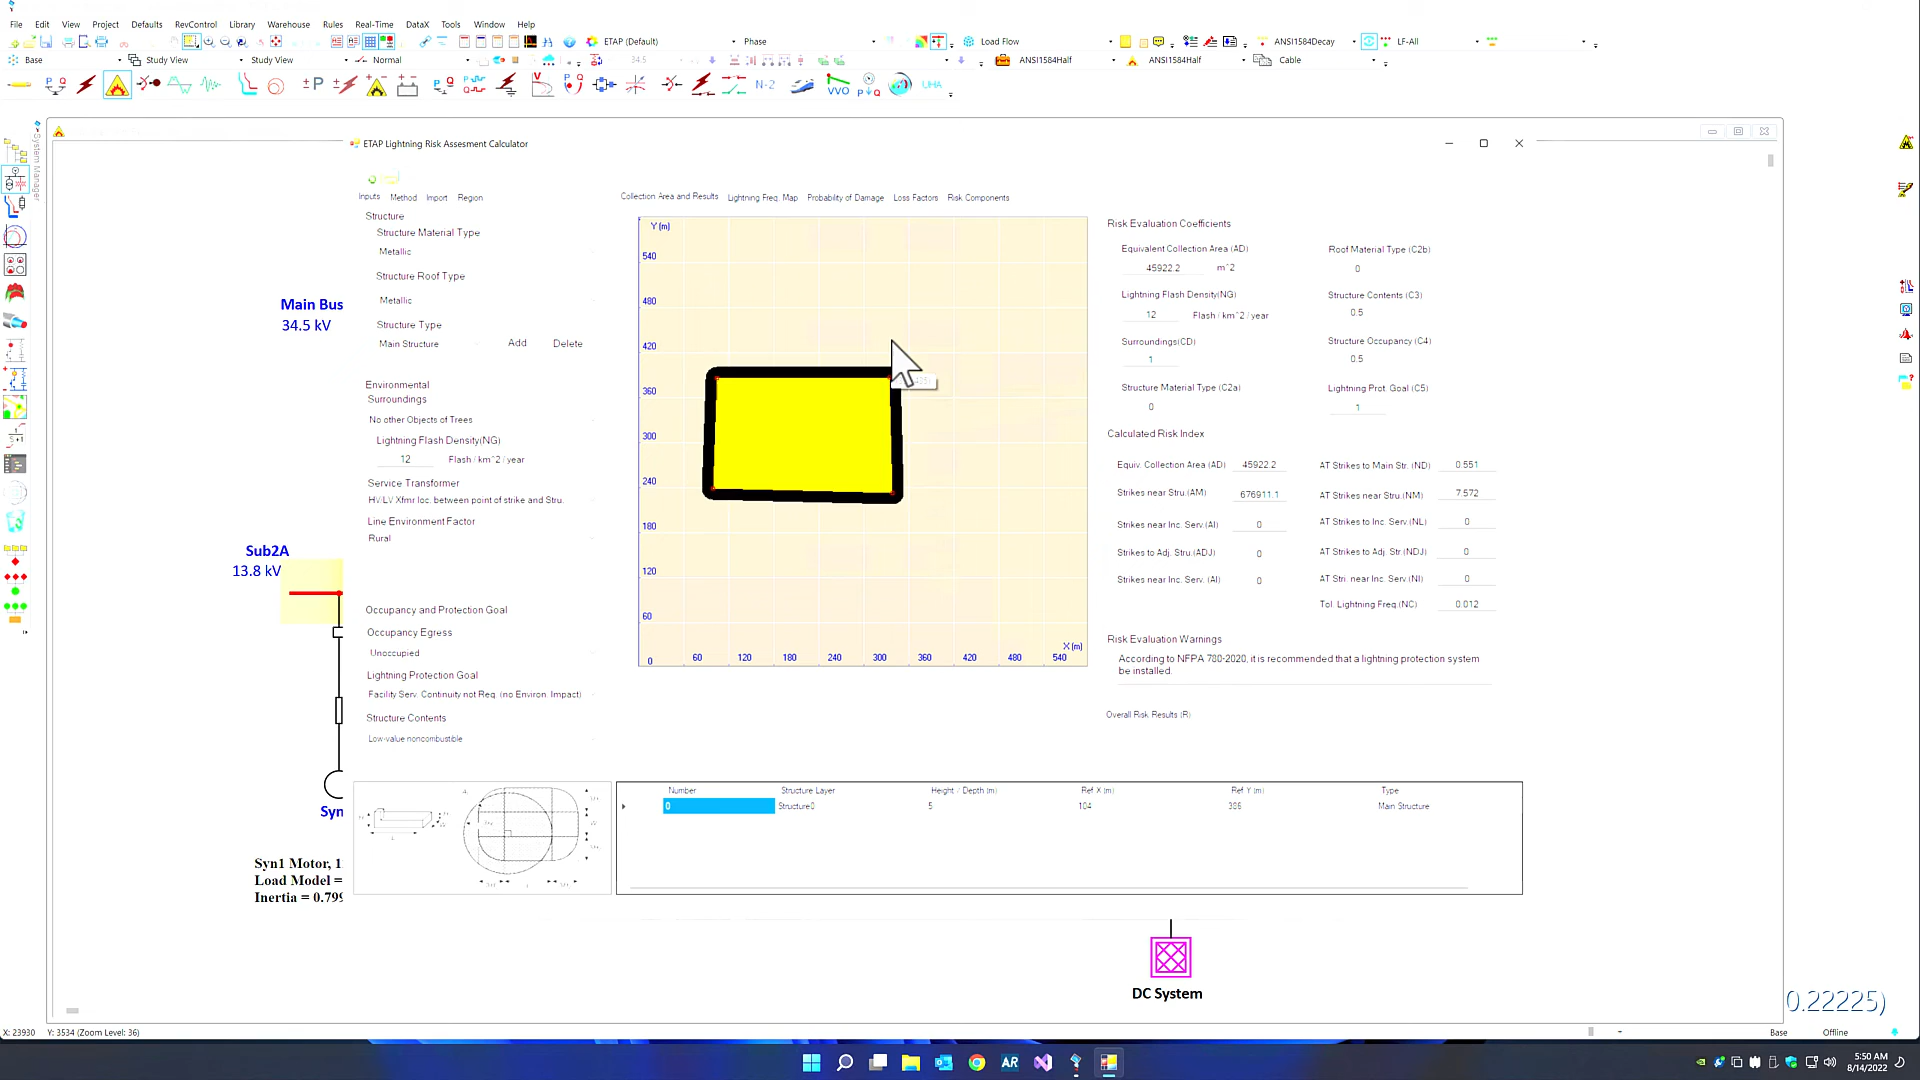 File Edit View Project Defaults RevControl Library Warehouse Rules Real-Time DataX Tools Window Help
ETAP (Default) Phase Load Flow ANSI1584Decay LF-All
Base Study View Study View Normal 34.5 ANSI1584Half ANSI1584Half Cable
N-2 VVO UHA
System Manager
ETAP Lightning Risk Assesment Calculator
Inputs Method Import Region
Collection Area and Results Lightning Freq. Map Probability of Damage Loss Factors Risk Components
Structure
Structure Material Type
Metallic
Structure Roof Type
Metallic
Structure Type
Main Structure Add Delete
Environmental
Surroundings
No other Objects of Trees
Lightning Flash Density(NG)
12 Flash / km^2 / year
Service Transformer
HV/LV Xfmr loc. between point of strike and Stru.
Line Environment Factor
Rural
Occupancy and Protection Goal
Occupancy Egress
Unoccupied
Lightning Protection Goal
Facility Serv. Continuity not Req. (no Environ. Impact)
Structure Contents
Low-value noncombustible
Y (m)
540
480
420
360
300
240
180
120
60
0
X (m)
60 120 180 240 300 360 420 480 540
Risk Evaluation Coefficients
Equivalent Collection Area (AD) Roof Material Type (C2b)
45922.2 m^2 0
Lightning Flash Density(NG) Structure Contents (C3)
12 Flash / km^2 / year 0.5
Surroundings(CD) Structure Occupancy (C4)
1 0.5
Structure Material Type (C2a) Lightning Prot. Goal (C5)
0 1
Calculated Risk Index
Equiv. Collection Area (AD) 45922.2 AT Strikes to Main Str. (ND) 0.551
Strikes near Stru.(AM) 676911.1 AT Strikes near Stru.(NM) 7.572
Strikes near Inc. Serv.(AI) 0 AT Strikes to Inc. Serv.(NL) 0
Strikes to Adj. Stru.(ADJ) 0 AT Strikes to Adj. Str (NDJ) 0
Strikes near Inc. Serv. (AI) 0 AT Stri. near Inc. Serv.(NI) 0
Tol. Lightning Freq.(NC) 0.012
Risk Evaluation Warnings
According to NFPA 780-2020, it is recommended that a lightning protection system
be installed.
Overall Risk Results (R)
Number Structure Layer Height / Depth (m) Ref X (m) Ref Y (m) Type
0 Structure0 5 104 386 Main Structure
Main Bus
34.5 kV
Sub2A
13.8 kV
Syn
Syn1 Motor, 1
Load Model =
Inertia = 0.799
DC System
0.22225)
X: 23930 Y: 3534 (Zoom Level: 36) Base Offline
AR
5:50 AM
8/14/2022